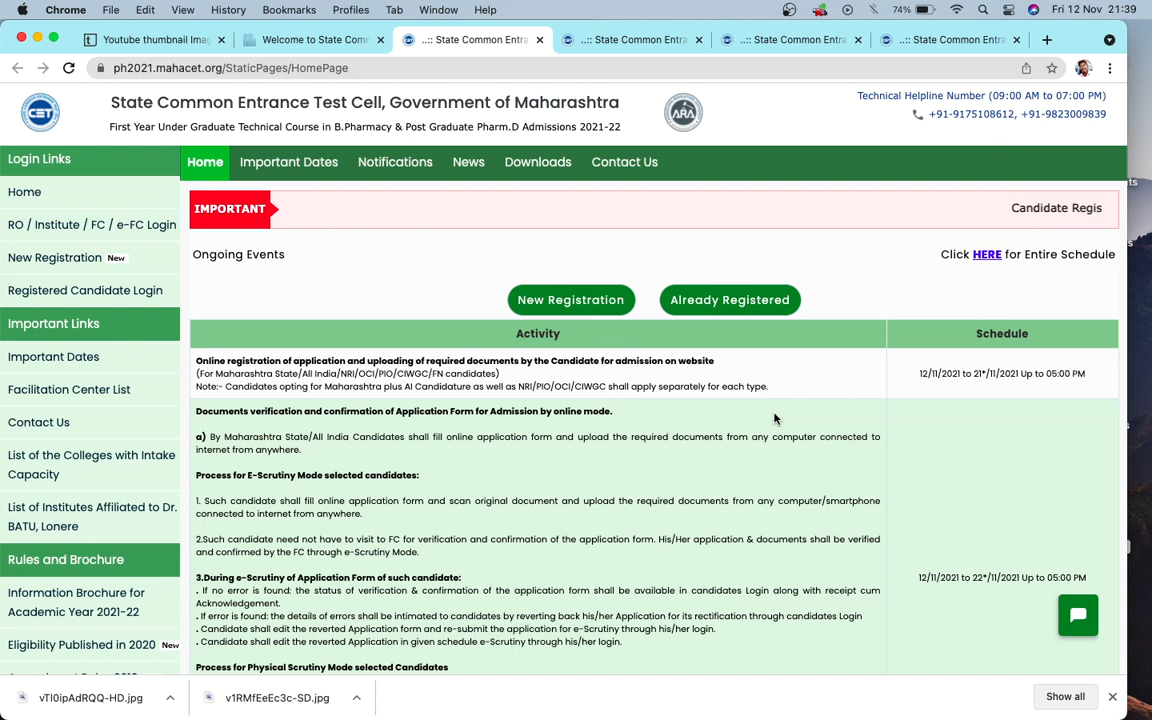 Chrome File Edit View History Bookmarks Profiles Tab Window Help 74% Fri 12 Nov 21:39
Youtube thumbnail Imag
Welcome to State Comm
..:: State Common Entra
..:: State Common Entra
..:: State Common Entra
..:: State Common Entra
ph2021.mahacet.org/StaticPages/HomePage
State Common Entrance Test Cell, Government of Maharashtra
First Year Under Graduate Technical Course in B.Pharmacy & Post Graduate Pharm.D Admissions 2021-22
CET
ARA
Technical Helpline Number (09:00 AM to 07:00 PM)
+91-9175108612, +91-9823009839
Login Links
Home
RO / Institute / FC / e-FC Login
New Registration New
Registered Candidate Login
Important Links
Important Dates
Facilitation Center List
Contact Us
List of the Colleges with Intake
Capacity
List of Institutes Affiliated to Dr.
BATU, Lonere
Rules and Brochure
Information Brochure for
Academic Year 2021-22
Eligibility Published in 2020 New
Home Important Dates Notifications News Downloads Contact Us
IMPORTANT
Candidate Regis
Ongoing Events
Click HERE for Entire Schedule
New Registration
Already Registered
Activity Schedule
Online registration of application and uploading of required documents by the Candidate for admission on website
(For Maharashtra State/All India/NRI/OCI/PIO/CIWGC/FN candidates)
Note:- Candidates opting for Maharashtra plus AI Candidature as well as NRI/PIO/OCI/CIWGC shall apply separately for each type.
12/11/2021 to 21*/11/2021 Up to 05:00 PM
Documents verification and confirmation of Application Form for Admission by online mode.
a) By Maharashtra State/All India Candidates shall fill online application form and upload the required documents from any computer connected to
internet from anywhere.
Process for E-Scrutiny Mode selected candidates:
1. Such candidate shall fill online application form and scan original document and upload the required documents from any computer/smartphone
connected to internet from anywhere.
2.Such candidate need not have to visit to FC for verification and confirmation of the application form. His/Her application & documents shall be verified
and confirmed by the FC through e-Scrutiny Mode.
3.During e-Scrutiny of Application Form of such candidate:
. If no error is found: the status of verification & confirmation of the application form shall be available in candidates Login along with receipt cum
Acknowledgement.
. If error is found: the details of errors shall be intimated to candidates by reverting back his/her Application for its rectification through candidates Login
. Candidate shall edit the reverted Application form and re-submit the application for e-Scrutiny through his/her login.
. Candidate shall edit the reverted Application in given schedule e-Scrutiny through his/her login.
Process for Physical Scrutiny Mode selected Candidates
12/11/2021 to 22*/11/2021 Up to 05:00 PM
vTI0ipAdRQQ-HD.jpg
v1RMfEeEc3c-SD.jpg
Show all